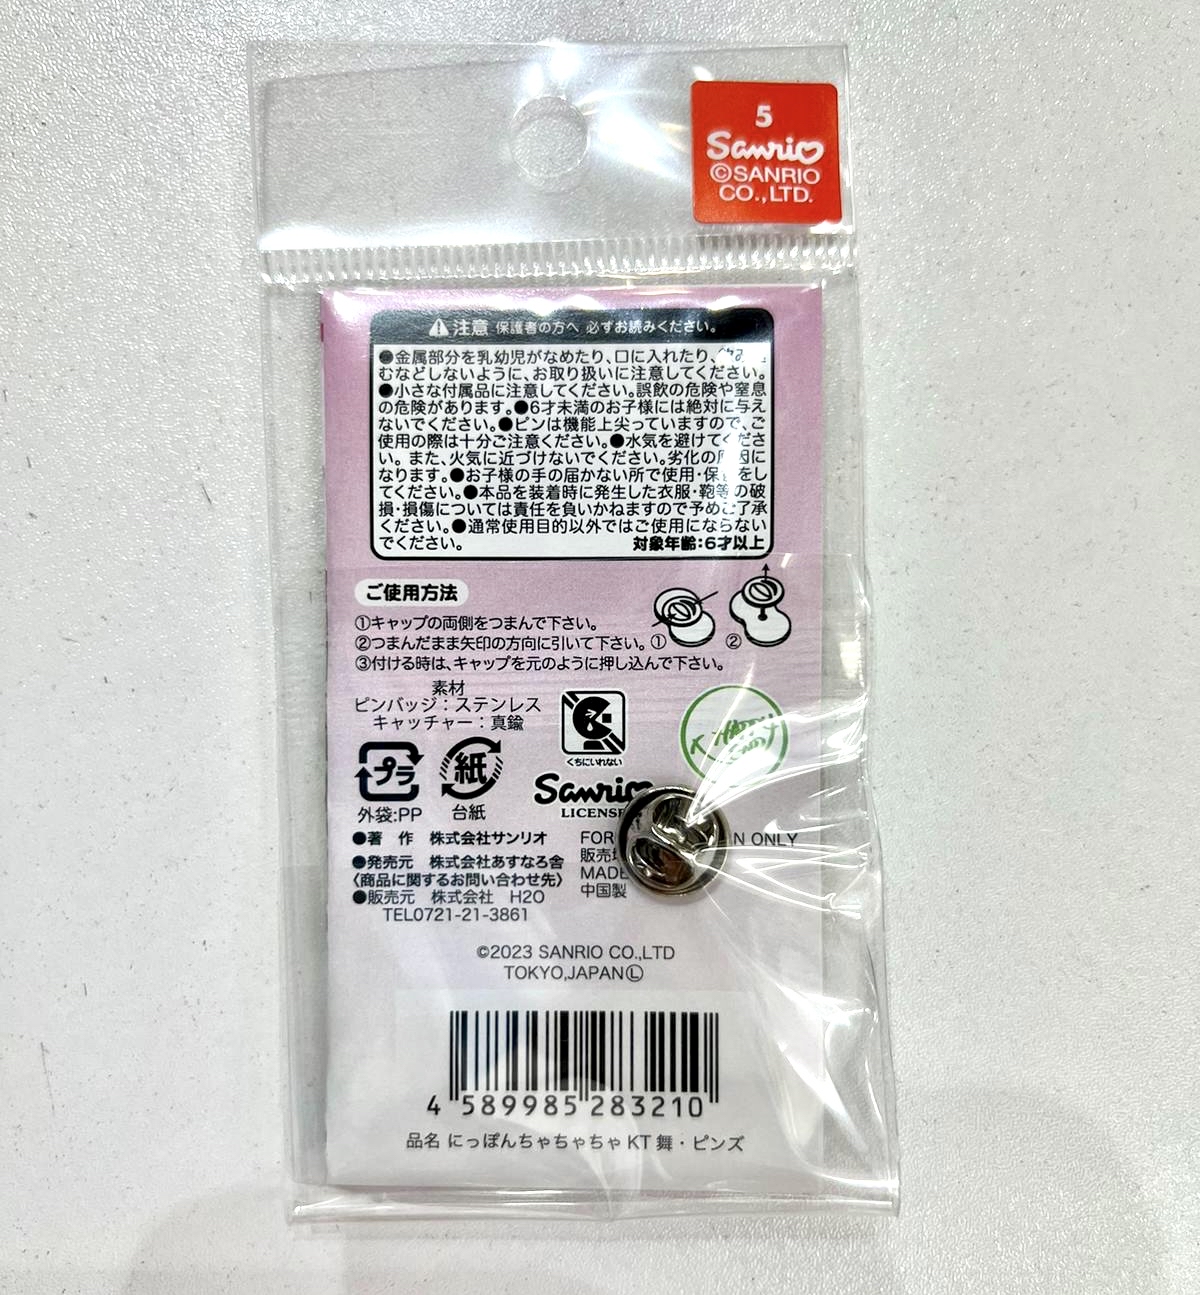 5
Sanrio
©SANRIO
CO.,LTD.
注意 保護者の方へ 必ずお読みください。
●金属部分を乳幼児がなめたり、口に入れたり、
むなどしないように、お取り扱いに注意してください。
●小さな付属品に注意してください。誤飲の危険や窒息
の危険があります。●6才未満のお子様には絶対に与え
ないでください。●ピンは機能上尖っていますので、ご
使用の際は十分ご注意ください。●水気を避けてくださ
い。また、火気に近づけないでください。劣化の原因に
なります。●お子様の手の届かない所で使用・保管をし
てください。●本品を装着時に発生した衣服・鞄等の破
損・損傷については責任を負いかねますので予めご了承
ください。●通常使用目的以外ではご使用にならない
でください。 対象年齢：6才以上
ご使用方法
①キャップの両側をつまんで下さい。
②つまんだまま矢印の方向に引いて下さい。
③付ける時は、キャップを元のように押し込んで下さい。
① ②
素材
ピンバッジ：ステンレス
キャッチャー：真鍮
くちにいれない
プラ
外袋:PP
紙
台紙
Sanrio
LICENSE
K HAPPY
●著 作 株式会社サンリオ
●発売元 株式会社あすなろ舎
〈商品に関するお問い合わせ先〉
●販売元 株式会社 H2O
TEL0721-21-3861
FOR N ONLY
販売
MADE
中国製
©2023 SANRIO CO.,LTD
TOKYO,JAPANⓁ
4 589985 283210
品名 にっぽんちゃちゃちゃ KT 舞・ピンズ